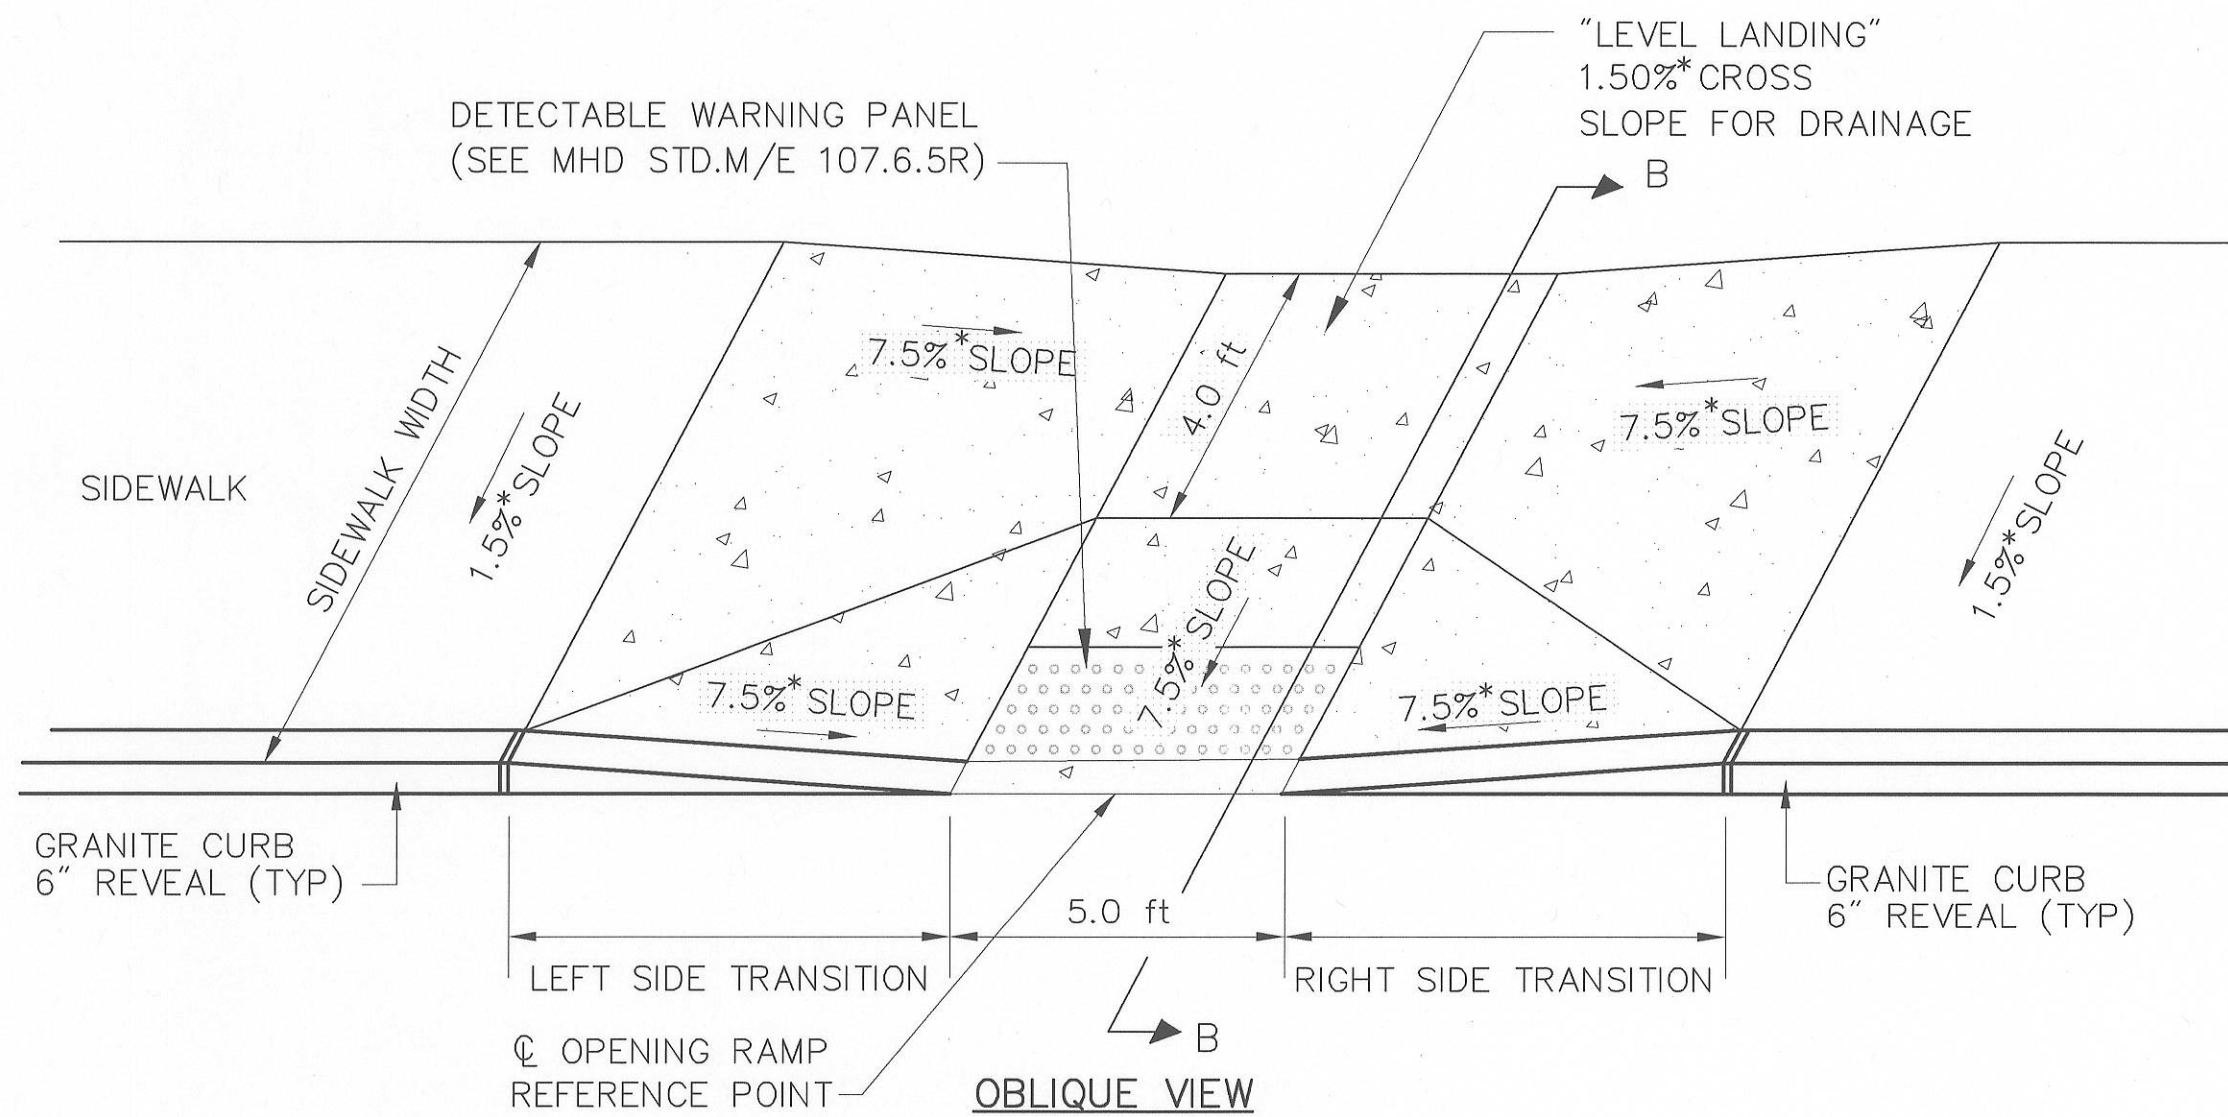 "LEVEL LANDING"
1.50%* CROSS
SLOPE FOR DRAINAGE
DETECTABLE WARNING PANEL
(SEE MHD STD.M/E 107.6.5R)
B
7.5%*SLOPE
4.0 ft
7.5%*SLOPE
SIDEWALK
SIDEWALK WIDTH
1.5%*SLOPE
1.5%*SLOPE
7.5%*SLOPE
7.5%*SLOPE
7.5%*SLOPE
GRANITE CURB
6" REVEAL (TYP)
GRANITE CURB
6" REVEAL (TYP)
5.0 ft
LEFT SIDE TRANSITION
RIGHT SIDE TRANSITION
B
℄ OPENING RAMP
REFERENCE POINT
OBLIQUE VIEW